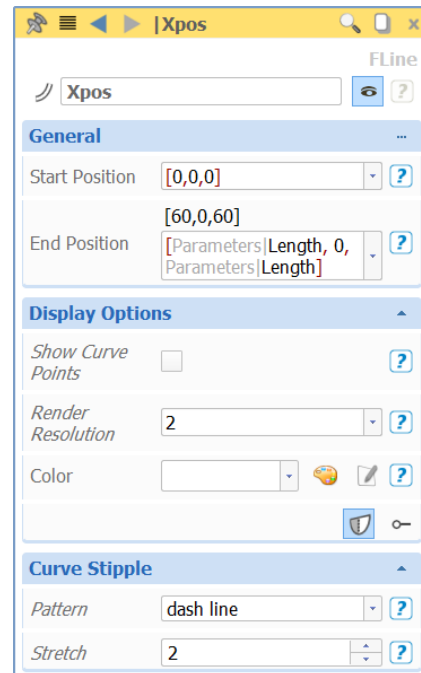 |Xpos
FLine
Xpos
?
General
...
Start Position [0,0,0] ?
[60,0,60]
End Position [Parameters|Length, 0, ?
Parameters|Length]
Display Options
Show Curve ?
Points
Render 2 ?
Resolution
Color ?
Curve Stipple
Pattern dash line ?
Stretch 2 ?